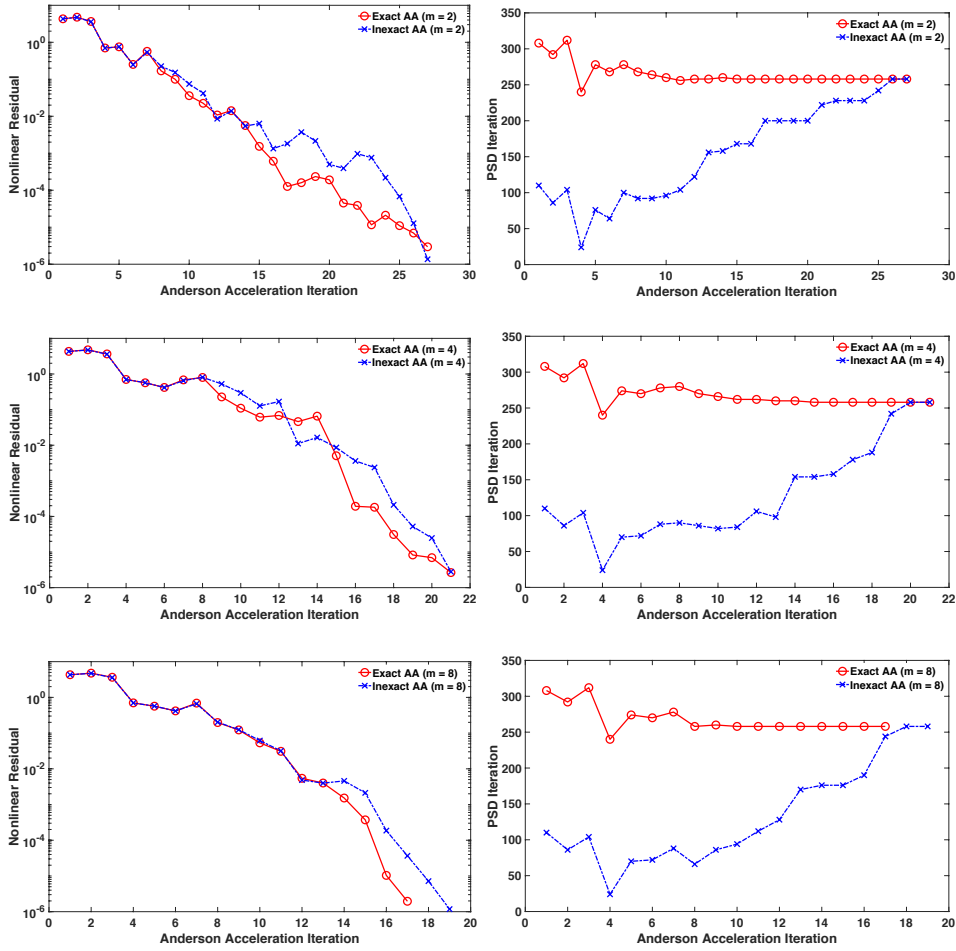 Exact AA (m = 2)
Inexact AA (m = 2)
10^0
10^-2
10^-4
10^-6
Nonlinear Residual
0 5 10 15 20 25 30
Anderson Acceleration Iteration
Exact AA (m = 2)
Inexact AA (m = 2)
350
300
250
200
150
100
50
0
PSD Iteration
0 5 10 15 20 25 30
Anderson Acceleration Iteration
Exact AA (m = 4)
Inexact AA (m = 4)
10^0
10^-2
10^-4
10^-6
Nonlinear Residual
0 2 4 6 8 10 12 14 16 18 20 22
Anderson Acceleration Iteration
Exact AA (m = 4)
Inexact AA (m = 4)
350
300
250
200
150
100
50
0
PSD Iteration
0 2 4 6 8 10 12 14 16 18 20 22
Anderson Acceleration Iteration
Exact AA (m = 8)
Inexact AA (m = 8)
10^0
10^-2
10^-4
10^-6
Nonlinear Residual
0 2 4 6 8 10 12 14 16 18 20
Anderson Acceleration Iteration
Exact AA (m = 8)
Inexact AA (m = 8)
350
300
250
200
150
100
50
0
PSD Iteration
0 2 4 6 8 10 12 14 16 18 20
Anderson Acceleration Iteration